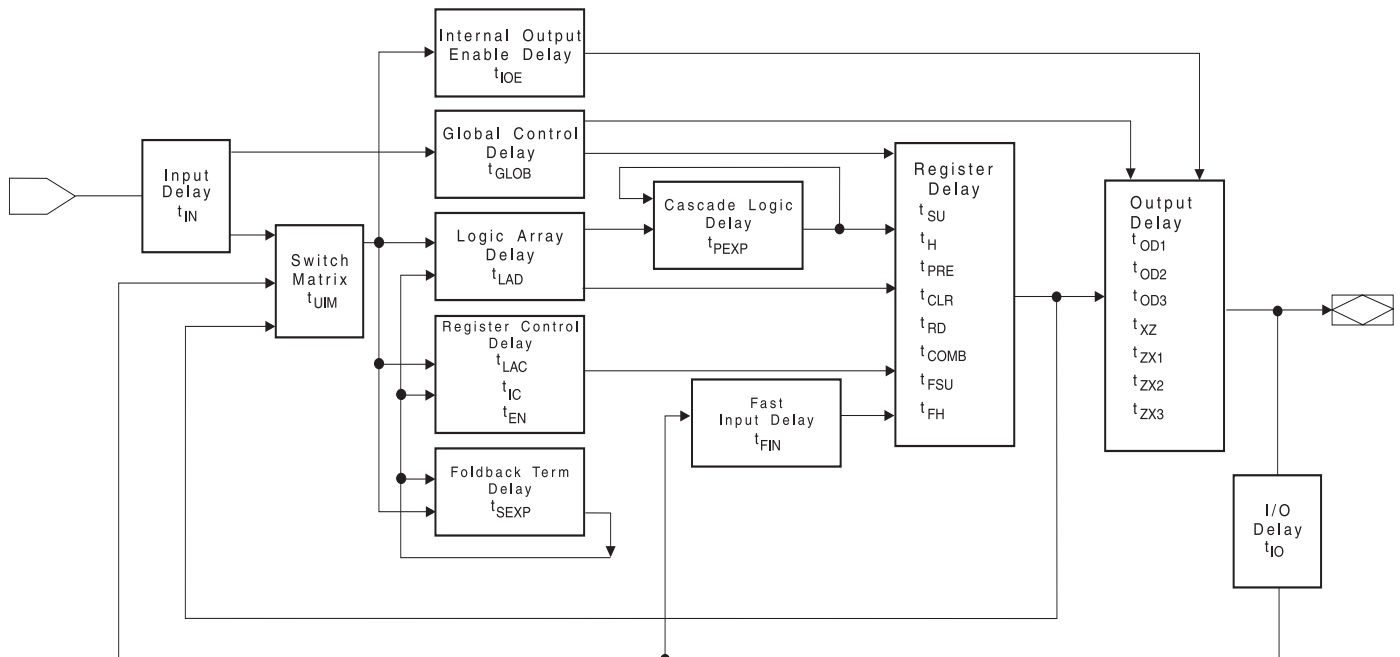 Internal Output
Enable Delay
tIOE
Global Control
Delay
tGLOB
Input
Delay
tIN
Switch
Matrix
tUIM
Logic Array
Delay
tLAD
Cascade Logic
Delay
tPEXP
Register Control
Delay
tLAC
tIC
tEN
Fast
Input Delay
tFIN
Foldback Term
Delay
tSEXP
Register
Delay
tSU
tH
tPRE
tCLR
tRD
tCOMB
tFSU
tFH
Output
Delay
tOD1
tOD2
tOD3
tXZ
tZX1
tZX2
tZX3
I/O
Delay
tIO